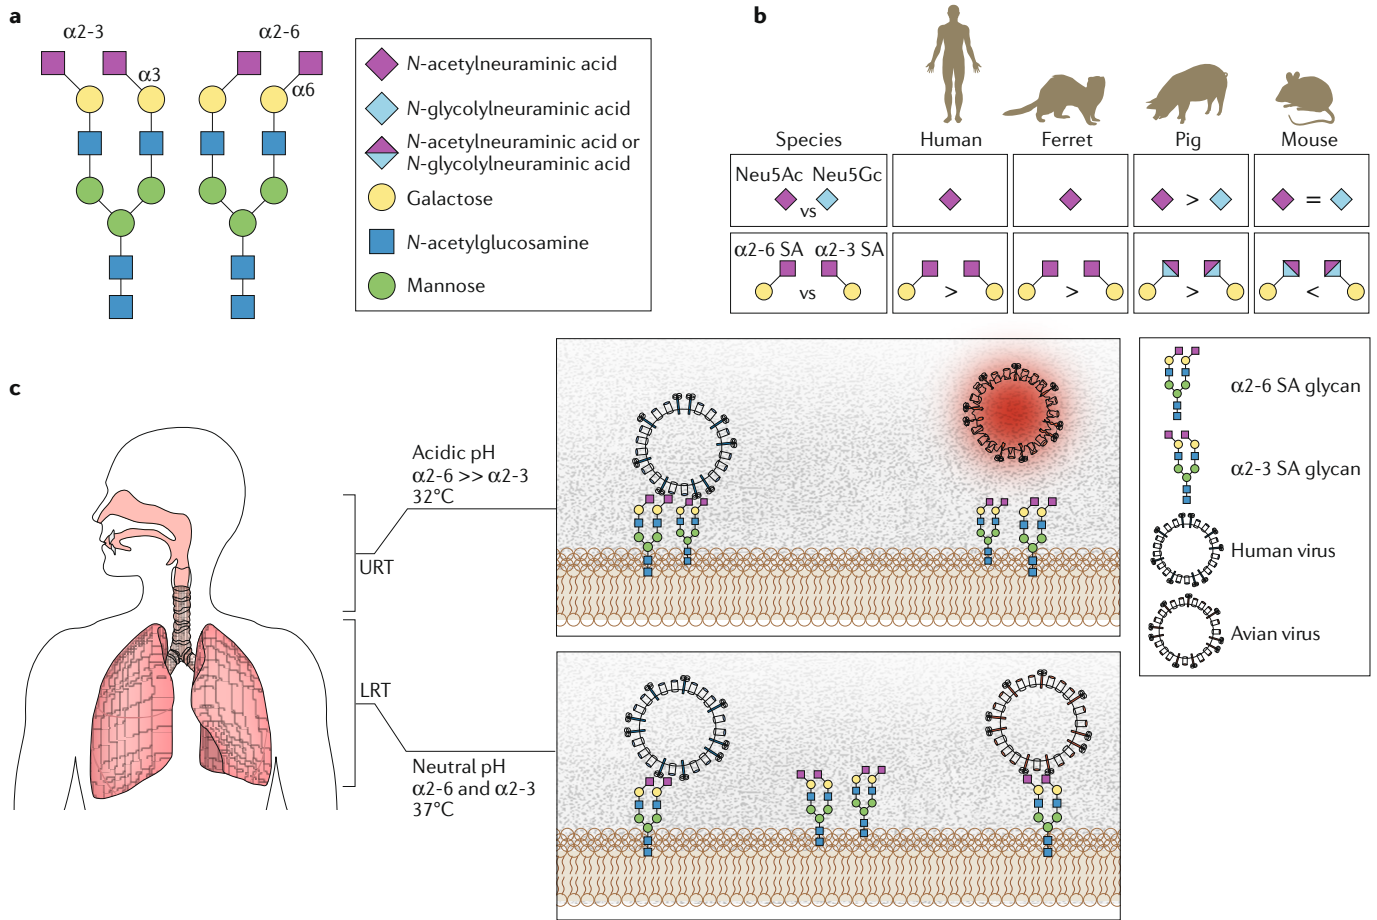 a
α2-3
α2-6
α3
α6
N-acetylneuraminic acid
N-glycolylneuraminic acid
N-acetylneuraminic acid or
N-glycolylneuraminic acid
Galactose
N-acetylglucosamine
Mannose
b
Species
Human
Ferret
Pig
Mouse
Neu5Ac Neu5Gc
vs
>
=
α2-6 SA α2-3 SA
vs
>
>
>
<
c
Acidic pH
α2-6 >> α2-3
32°C
URT
LRT
Neutral pH
α2-6 and α2-3
37°C
α2-6 SA glycan
α2-3 SA glycan
Human virus
Avian virus